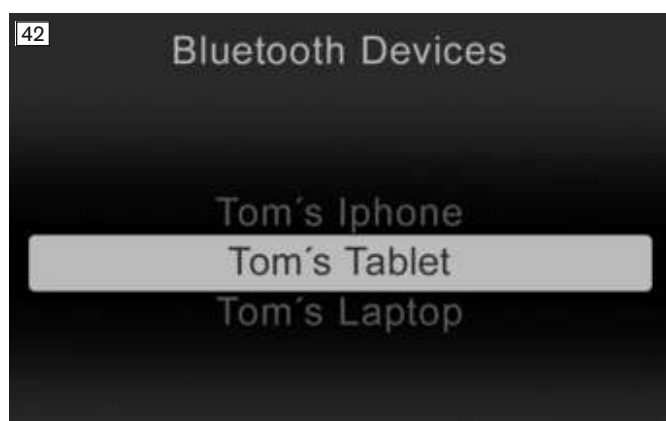 42
Bluetooth Devices
Tom´s Iphone
Tom´s Tablet
Tom´s Laptop